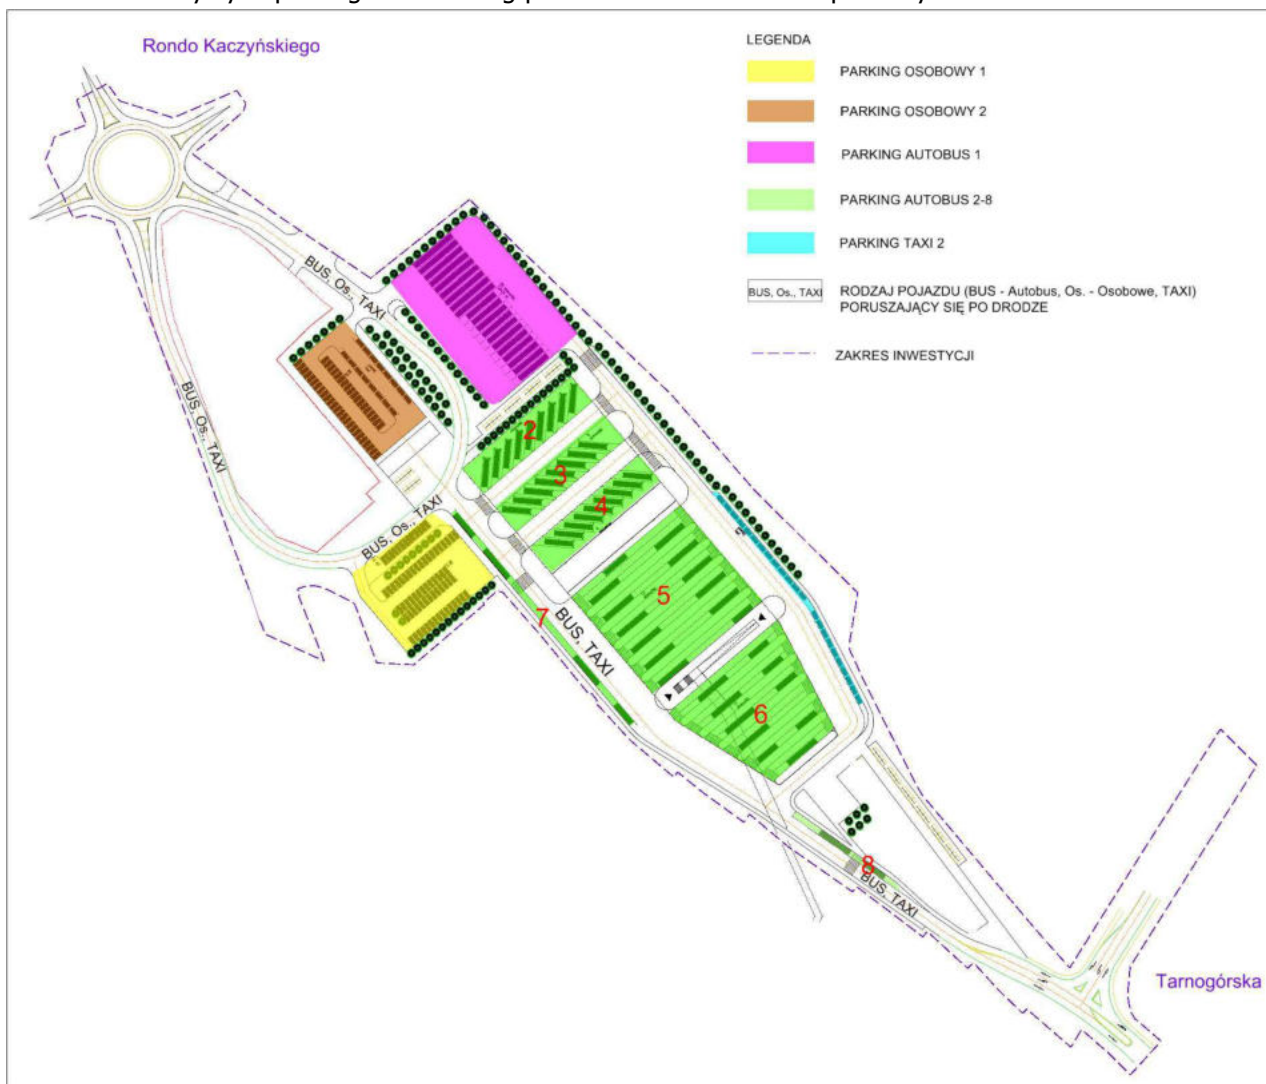 Rondo Kaczyńskiego
LEGENDA
PARKING OSOBOWY 1
PARKING OSOBOWY 2
PARKING AUTOBUS 1
PARKING AUTOBUS 2-8
PARKING TAXI 2
BUS, Os., TAXI
RODZAJ POJAZDU (BUS - Autobus, Os. - Osobowe, TAXI)
PORUSZAJĄCY SIĘ PO DRODZE
ZAKRES INWESTYCJI
BUS, Os., TAXI
BUS, Os., TAXI
BUS, Os., TAXI
2
3
4
5
6
7
BUS, TAXI
8
BUS, TAXI
Tarnogórska